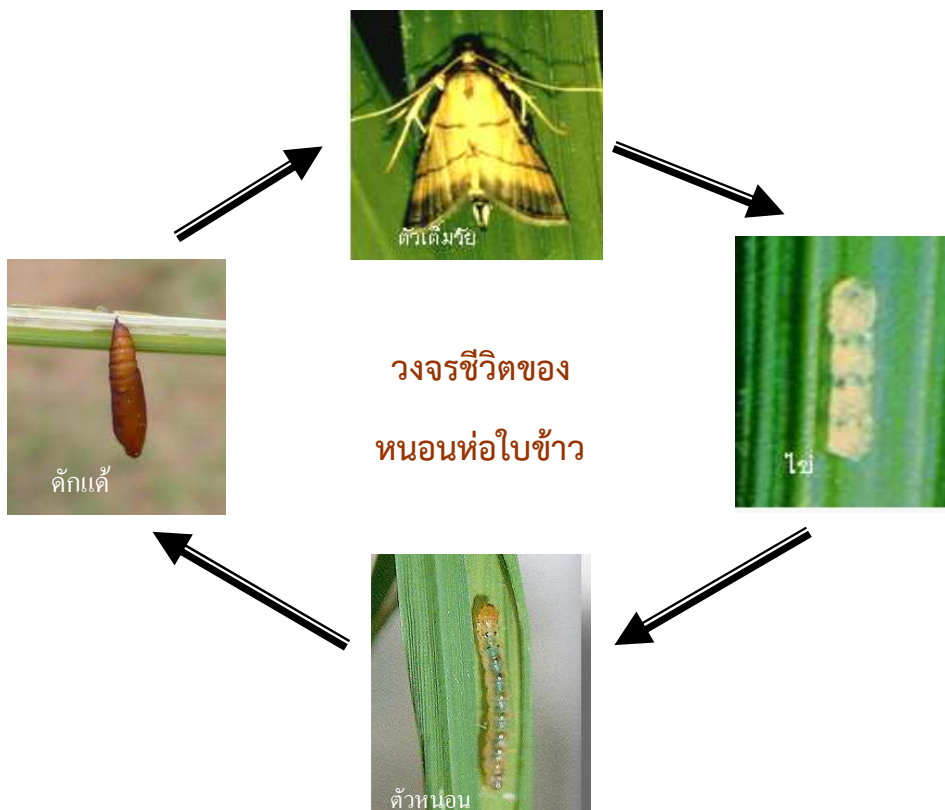 ตัวเต็มวัย
ไข่
วงจรชีวิตของ
หนอนห่อใบข้าว
ดักแด้
ตัวหนอน